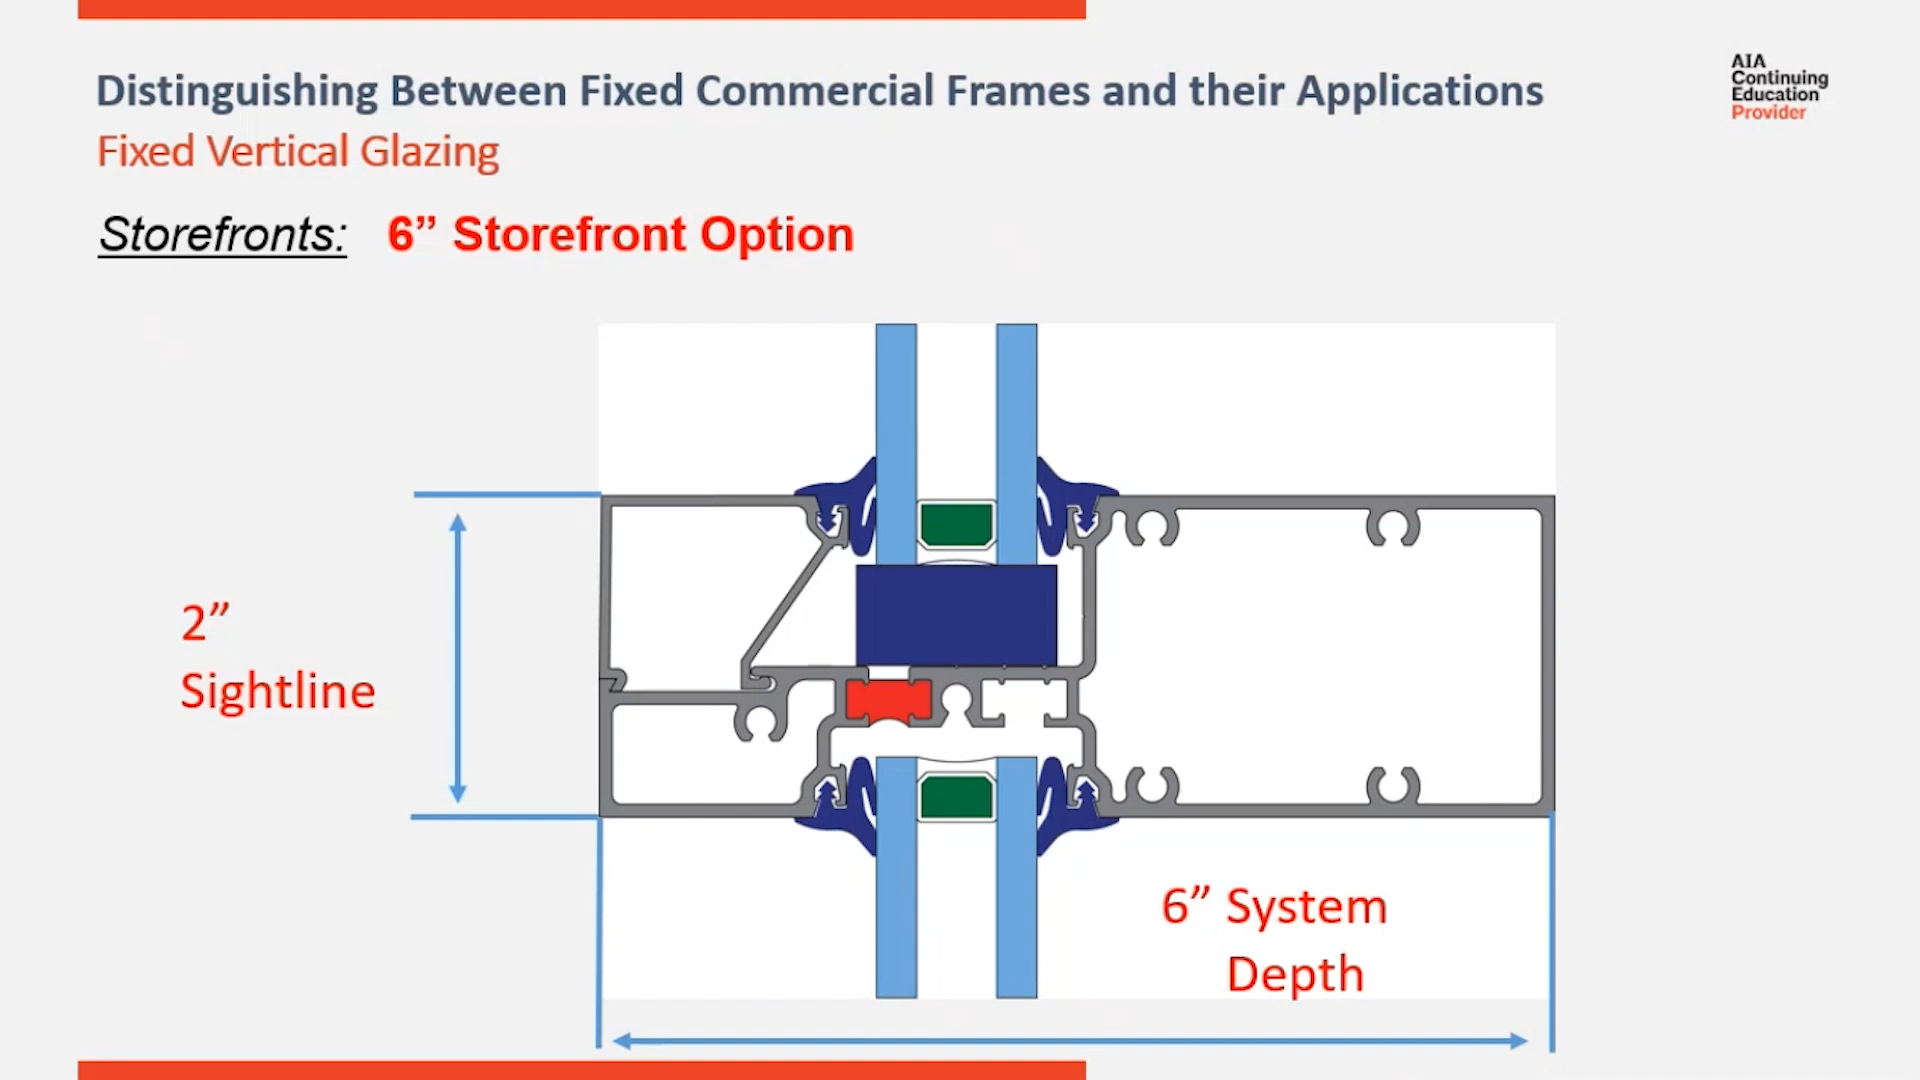 Distinguishing Between Fixed Commercial Frames and their Applications
Fixed Vertical Glazing
AIA
Continuing
Education
Provider
Storefronts: 6” Storefront Option
2”
Sightline
6” System
Depth